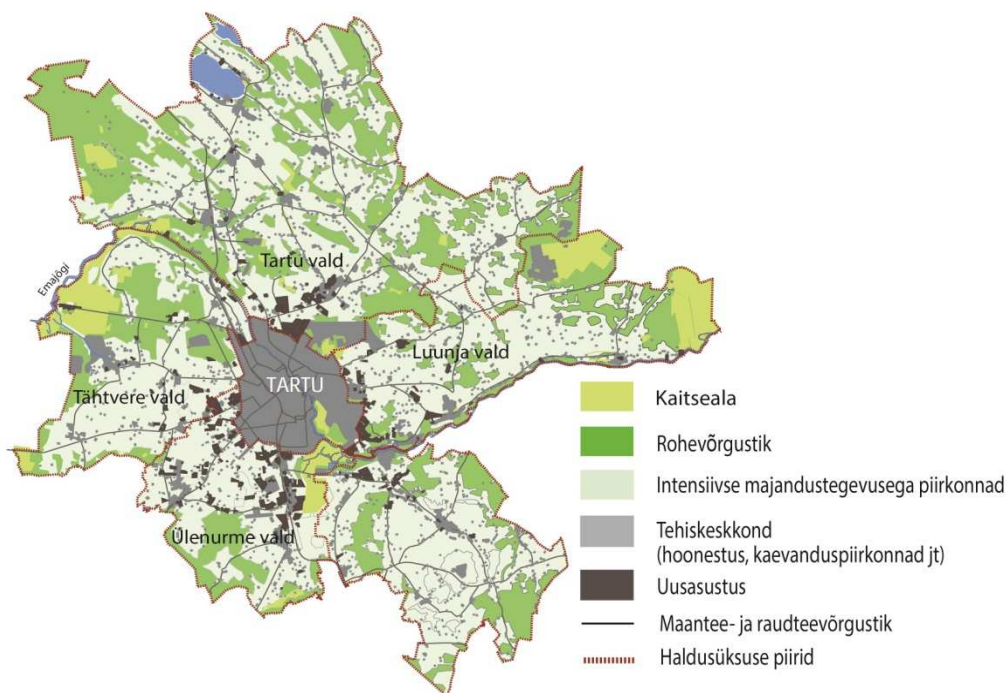 Emajõgi
Tartu vald
Luunja vald
TARTU
Tähtvere vald
Ülenurme vald
Kaitseala
Rohevõrgustik
Intensiivse majandustegevusega piirkonnad
Tehiskeskkond
(hoonestus, kaevanduspiirkonnad jt)
Uusasustus
Maantee- ja raudteevõrgustik
Haldusüksuse piirid